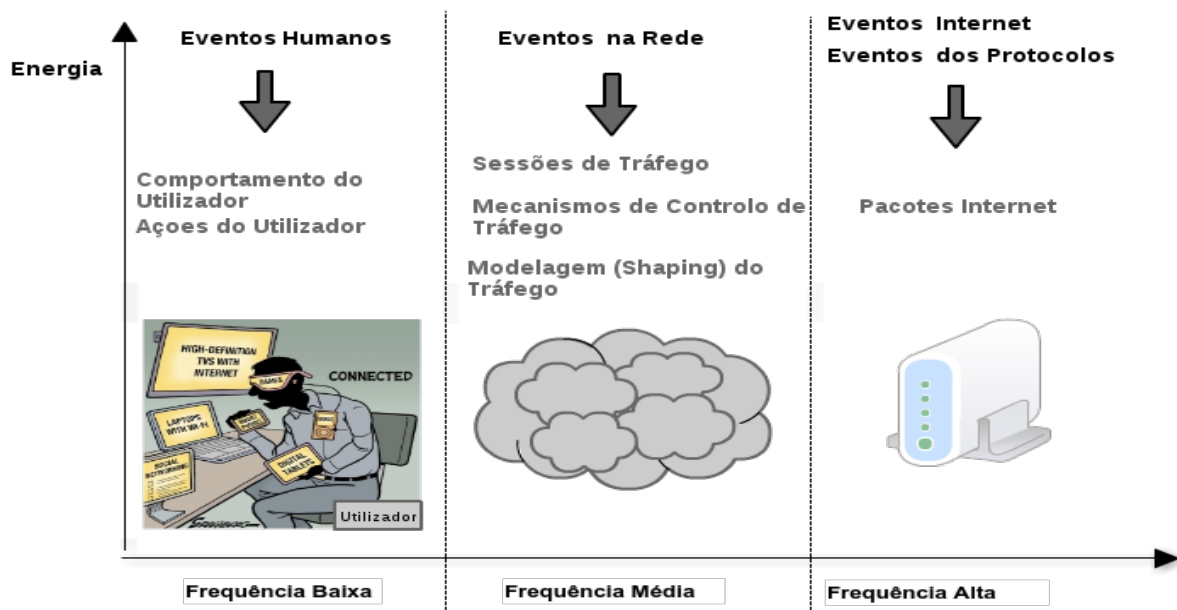 Energia
Eventos Humanos
Comportamento do
Utilizador
Açoes do Utilizador
HIGH-DEFINITION
TVS WITH
INTERNET
GAMES
CONNECTED
LAPTOPS
WITH WI-FI
SOCIAL
NETWORKING
DIGITAL
TABLETS
Utilizador
Eventos na Rede
Sessões de Tráfego
Mecanismos de Controlo de
Tráfego
Modelagem (Shaping) do
Tráfego
Eventos Internet
Eventos dos Protocolos
Pacotes Internet
Frequência Baixa
Frequência Média
Frequência Alta